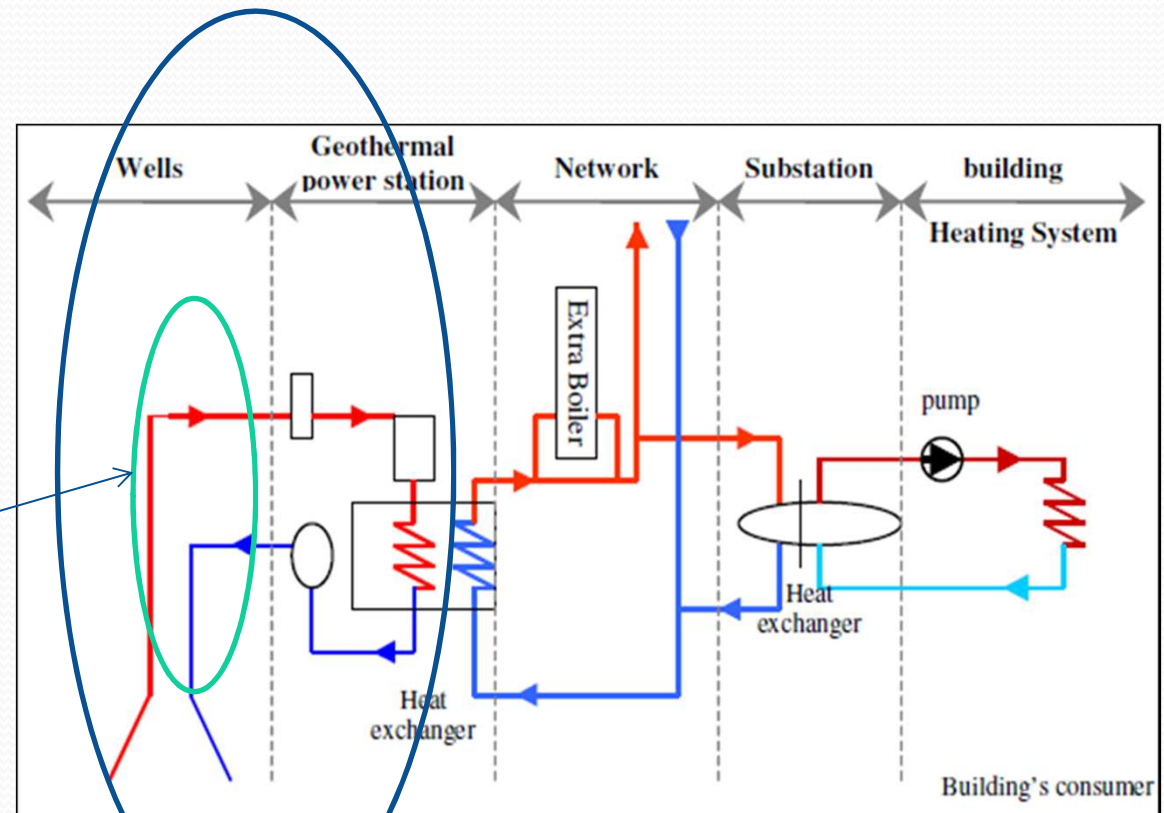 Wells
Geothermal
power station
Network
Substation
building
Heating System
Extra Boiler
pump
Heat
exchanger
Heat
exchanger
Building's consumer